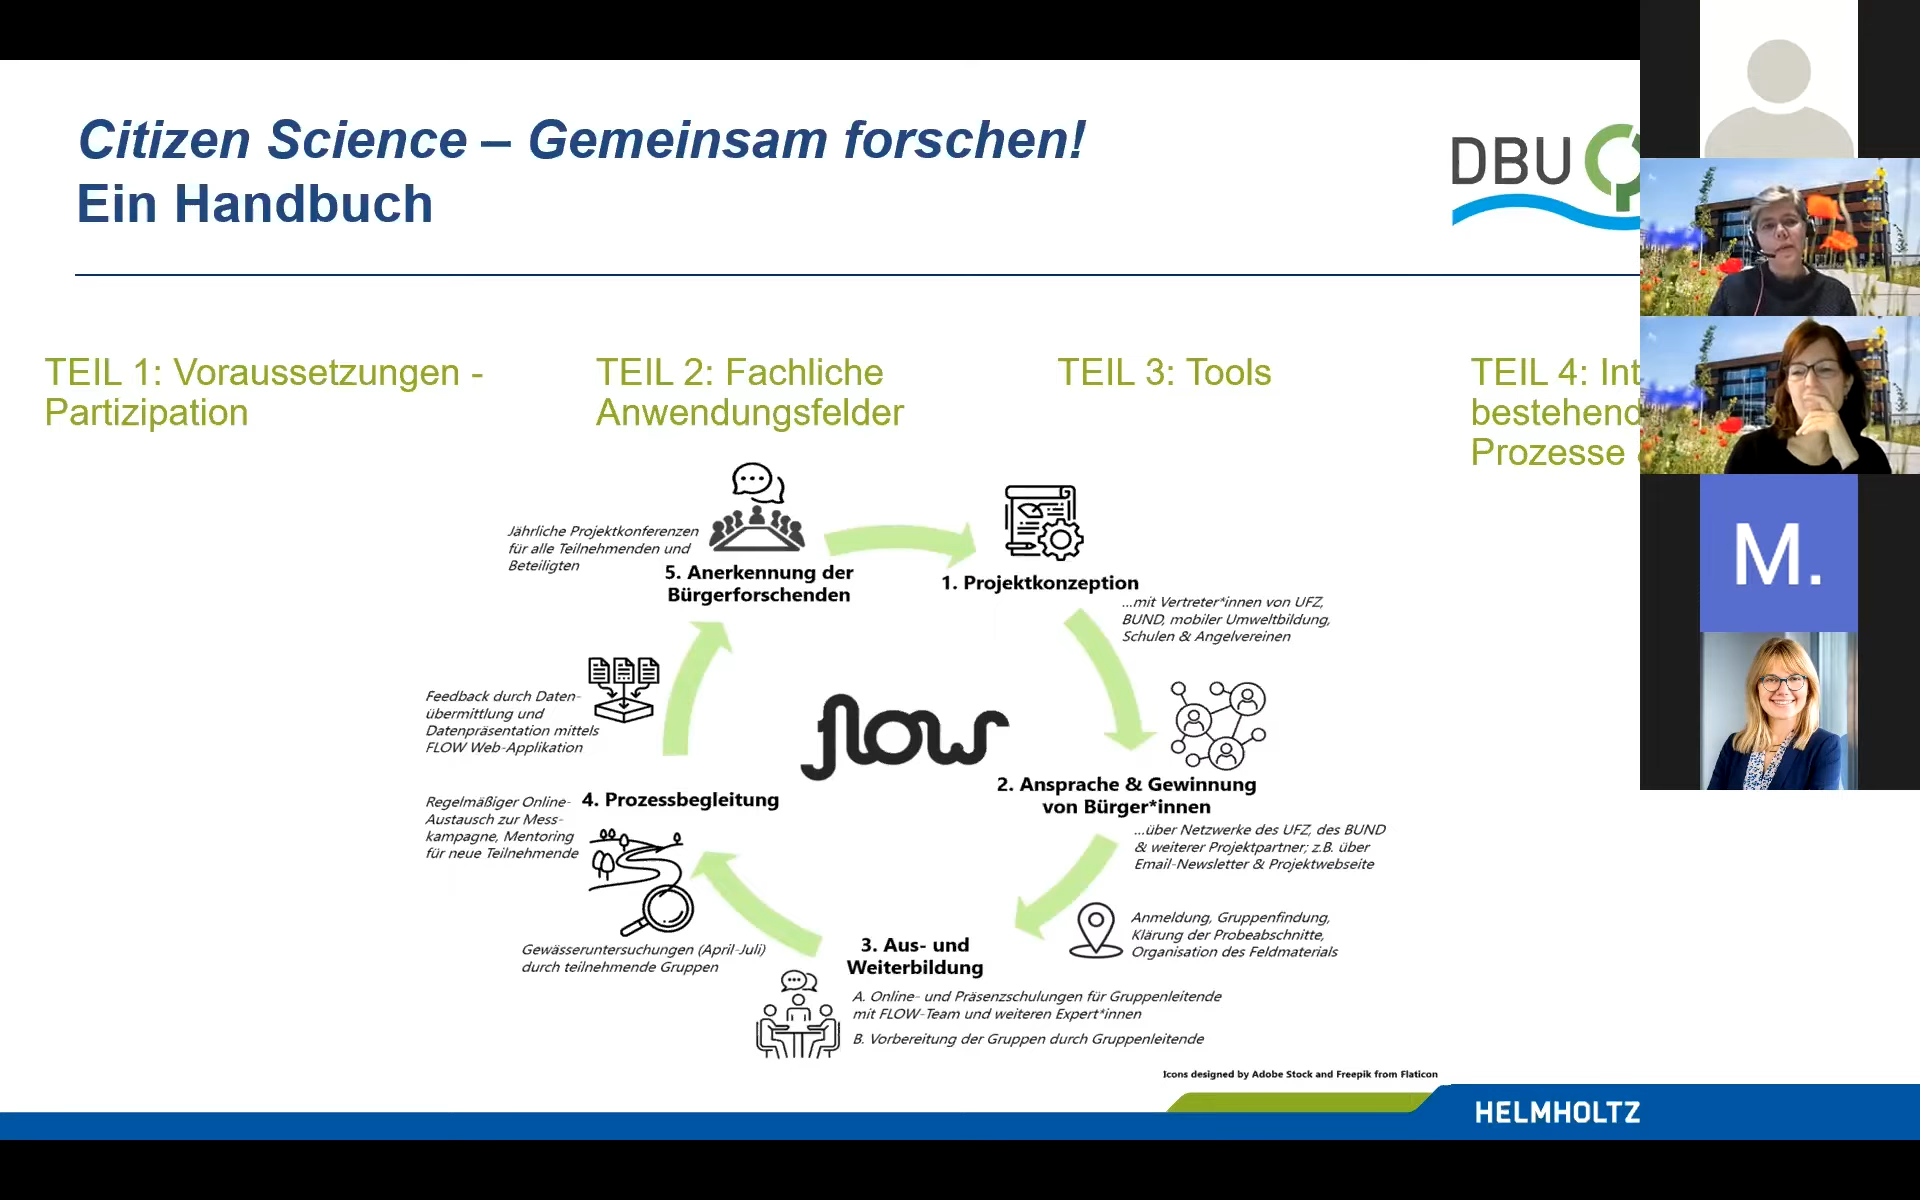 Citizen Science – Gemeinsam forschen!
Ein Handbuch
DBU
TEIL 1: Voraussetzungen -
Partizipation
TEIL 2: Fachliche
Anwendungsfelder
TEIL 3: Tools
TEIL 4:
Prozesse
Jährliche Projektkonferenzen
für alle Teilnehmenden und
Beteiligten
5. Anerkennung der
Bürgerforschenden
1. Projektkonzeption
...mit Vertreter*innen von UFZ,
BUND, mobiler Umweltbildung,
Schulen & Angelvereinen
Feedback durch Daten-
übermittlung und
Datenpräsentation mittels
FLOW Web-Applikation
flow
2. Ansprache & Gewinnung
von Bürger*innen
...über Netzwerke des UFZ, des BUND
& weiterer Projektpartner; z.B. über
Email-Newsletter & Projektwebseite
4. Prozessbegleitung
Regelmäßiger Online-
Austausch zur Mess-
kampagne, Mentoring
für neue Teilnehmende
Anmeldung, Gruppenfindung,
Klärung der Probeabschnitte,
Organisation des Feldmaterials
Gewässeruntersuchungen (April-Juli)
durch teilnehmende Gruppen
3. Aus- und
Weiterbildung
A. Online- und Präsenzschulungen für Gruppenleitende
mit FLOW-Team und weiteren Expert*innen
B. Vorbereitung der Gruppen durch Gruppenleitende
Icons designed by Adobe Stock and Freepik from Flaticon
HELMHOLTZ
M.